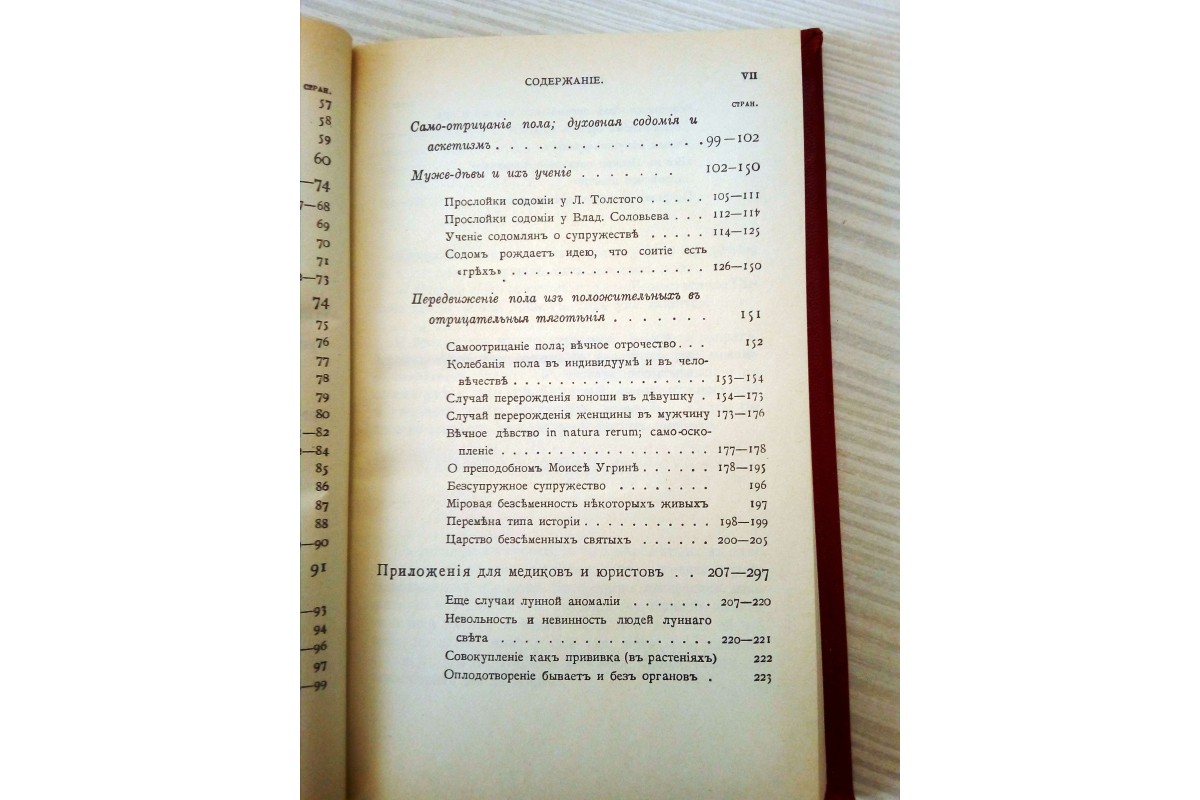 СТРАН.
57
58
59
60
—74
7—68
69
70
71
—73
74
75
76
77
78
79
80
—82
—84
85
86
87
88
—90
91
—93
94
—96
97
—99
СОДЕРЖАНІЕ. VII
СТРАН.
Само-отрицаніе пола; духовная содомія и
аскетизмъ . . . . . . . . . . . . . . . 99—102
Муже-дѣвы и ихъ ученіе . . . . . . . 102—150
Прослойки содоміи у Л. Толстого . . . . . 105—111
Прослойки содоміи у Влад. Соловьева . . . 112—114
Ученіе содомлянъ о супружествѣ . . . . . 114—125
Содомъ рождаетъ идею, что соитіе есть
«грѣхъ» . . . . . . . . . . . . . . . . . 126—150
Передвиженіе пола изъ положительныхъ въ
отрицательныя тяготѣнія . . . . . . . 151
Самоотрицаніе пола; вѣчное отрочество . . . 152
Колебанія пола въ индивидуумѣ и въ чело-
вѣчествѣ . . . . . . . . . . . . . . . . . 153—154
Случай перерожденія юноши въ дѣвушку . 154—173
Случай перерожденія женщины въ мужчину 173—176
Вѣчное дѣвство in natura rerum; само-оско-
пленіе . . . . . . . . . . . . . . . . . . 177—178
О преподобномъ Моисеѣ Угринѣ . . . . . . 178—195
Безсупружное супружество . . . . . . . . 196
Міровая безсѣменность нѣкоторыхъ живыхъ 197
Перемѣна типа исторіи . . . . . . . . . . . 198—199
Царство безсѣменныхъ святыхъ . . . . . . 200—205
Приложенія для медиковъ и юристовъ . . 207—297
Еще случаи лунной аномаліи . . . . . . . 207—220
Невольность и невинность людей луннаго
свѣта . . . . . . . . . . . . . . . . . . 220—221
Совокупленіе какъ прививка (въ растеніяхъ) 222
Оплодотвореніе бываетъ и безъ органовъ . 223